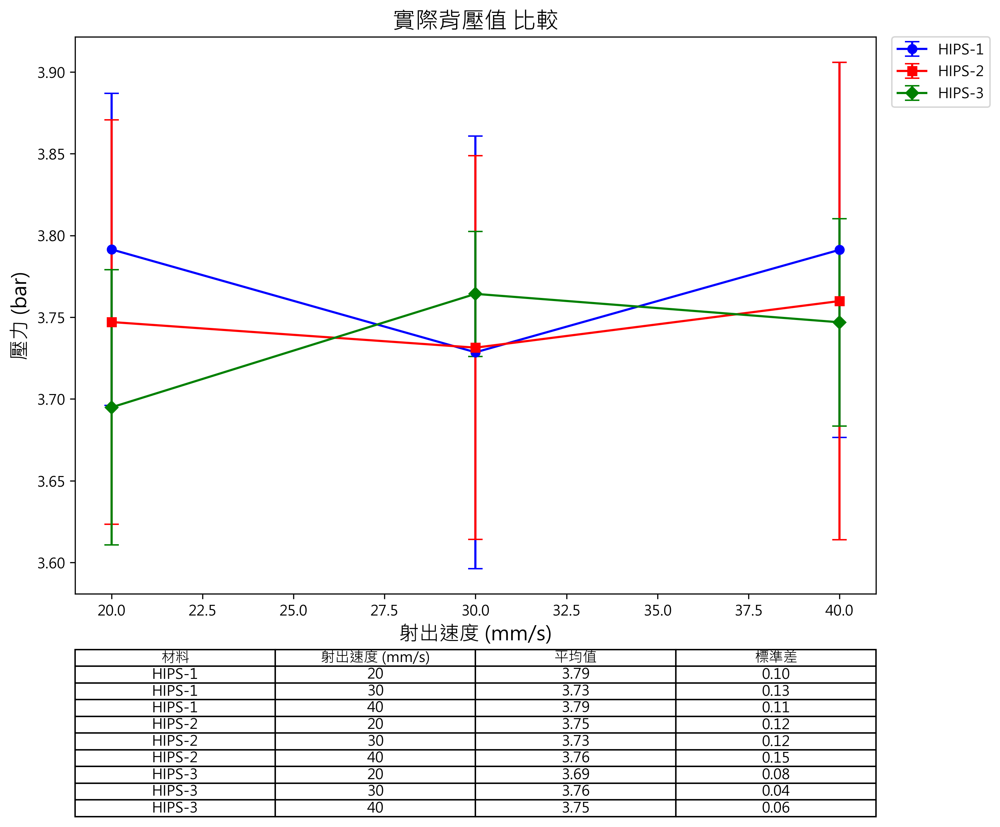 實際背壓值 比較
HIPS-1
HIPS-2
HIPS-3
壓力 (bar)
3.90
3.85
3.80
3.75
3.70
3.65
3.60
20.0 22.5 25.0 27.5 30.0 32.5 35.0 37.5 40.0
射出速度 (mm/s)
材料 射出速度 (mm/s) 平均值 標準差
HIPS-1 20 3.79 0.10
HIPS-1 30 3.73 0.13
HIPS-1 40 3.79 0.11
HIPS-2 20 3.75 0.12
HIPS-2 30 3.73 0.12
HIPS-2 40 3.76 0.15
HIPS-3 20 3.69 0.08
HIPS-3 30 3.76 0.04
HIPS-3 40 3.75 0.06